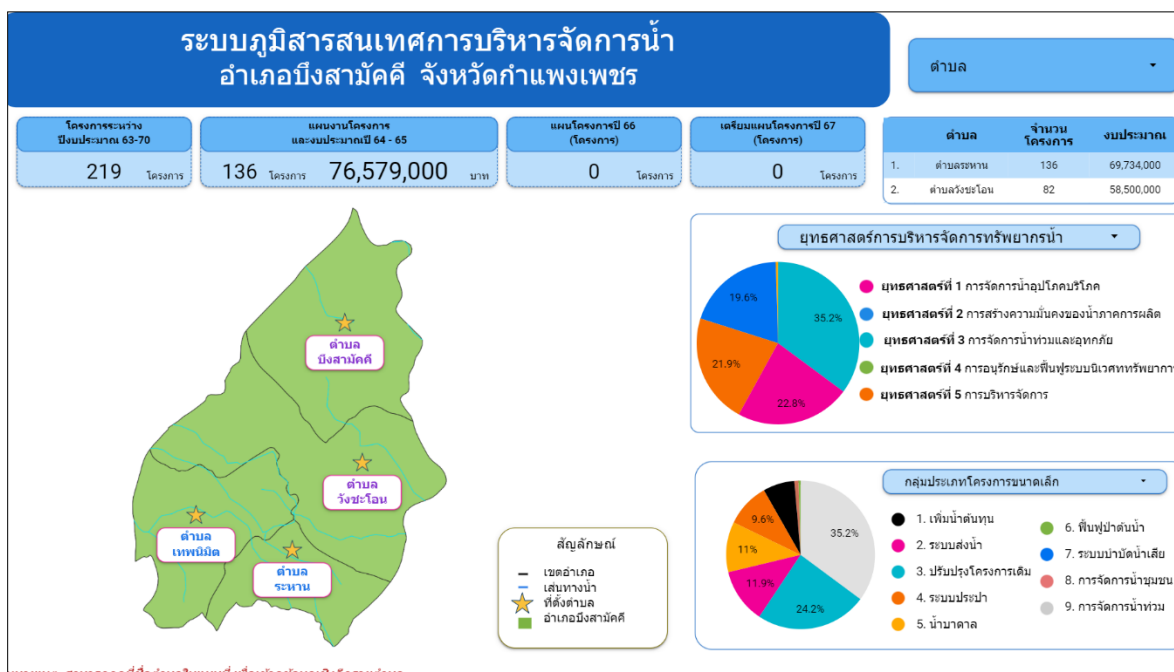 ระบบภูมิสารสนเทศการบริหารจัดการน้ำ
อำเภอบึงสามัคคี จังหวัดกำแพงเพชร
ตำบล
โครงการระหว่าง
ปีงบประมาณ 63-70
219 โครงการ
แผนงานโครงการ
และงบประมาณปี 64 - 65
136 โครงการ 76,579,000 บาท
แผนโครงการปี 66
(โครงการ)
0 โครงการ
เตรียมแผนโครงการปี 67
(โครงการ)
0 โครงการ
ตำบล จำนวนโครงการ งบประมาณ
1. ตำบลระหาน 136 69,734,000
2. ตำบลวังชะโอน 82 58,500,000
ตำบล
บึงสามัคคี
ตำบล
วังชะโอน
ตำบล
เทพนิมิต
ตำบล
ระหาน
สัญลักษณ์
เขตอำเภอ
เส้นทางน้ำ
ที่ตั้งตำบล
อำเภอบึงสามัคคี
ยุทธศาสตร์การบริหารจัดการทรัพยากรน้ำ
35.2%
22.8%
21.9%
19.6%
ยุทธศาสตร์ที่ 1 การจัดการน้ำอุปโภคบริโภค
ยุทธศาสตร์ที่ 2 การสร้างความมั่นคงของน้ำภาคการผลิต
ยุทธศาสตร์ที่ 3 การจัดการน้ำท่วมและอุทกภัย
ยุทธศาสตร์ที่ 4 การอนุรักษ์และฟื้นฟูระบบนิเวศททรัพยาการ
ยุทธศาสตร์ที่ 5 การบริหารจัดการ
กลุ่มประเภทโครงการขนาดเล็ก
35.2%
24.2%
11.9%
11%
9.6%
1. เพิ่มน้ำต้นทุน
2. ระบบส่งน้ำ
3. ปรับปรุงโครงการเดิม
4. ระบบประปา
5. น้ำบาดาล
6. ฟื้นฟูป่าต้นน้ำ
7. ระบบบำบัดน้ำเสีย
8. การจัดการน้ำชุมชน
9. การจัดการน้ำท่วม